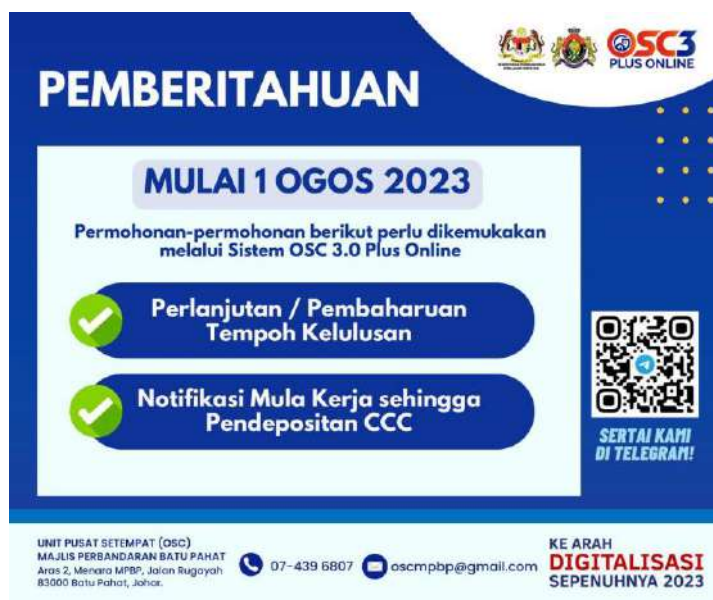 OSC3
PLUS ONLINE
PEMBERITAHUAN
MULAI 1 OGOS 2023
Permohonan-permohonan berikut perlu dikemukakan
melalui Sistem OSC 3.0 Plus Online
Perlanjutan / Pembaharuan
Tempoh Kelulusan
Notifikasi Mula Kerja sehingga
Pendepositan CCC
SERTAI KAMI
DI TELEGRAM!
UNIT PUSAT SETEMPAT (OSC)
MAJLIS PERBANDARAN BATU PAHAT
Aras 2, Menara MPBP, Jalan Rugayah
83000 Batu Pahat, Johor.
07-439 6807
oscmpbp@gmail.com
KE ARAH
DIGITALISASI
SEPENUHNYA 2023